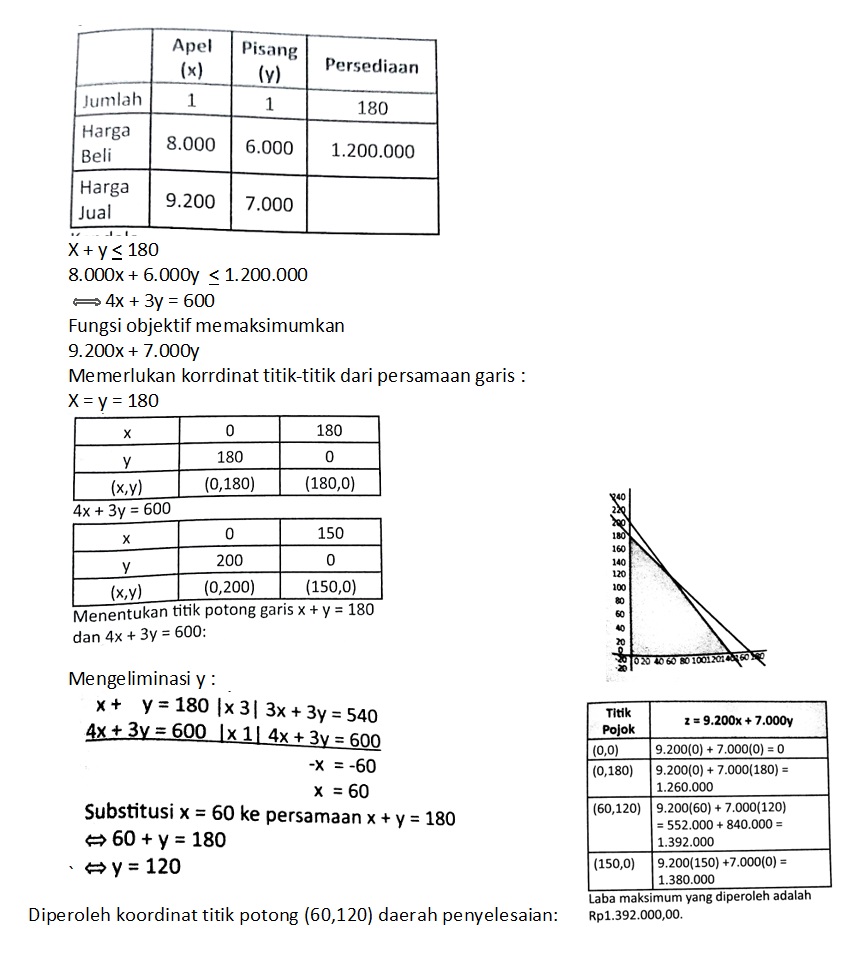 Apel (x) Pisang (y) Persediaan
Jumlah 1 1 180
Harga Beli 8.000 6.000 1.200.000
Harga Jual 9.200 7.000
X + y ≤ 180
8.000x + 6.000y ≤ 1.200.000
⟺ 4x + 3y = 600
Fungsi objektif memaksimumkan
9.200x + 7.000y
Memerlukan korrdinat titik-titik dari persamaan garis :
X = y = 180
x 0 180
y 180 0
(x,y) (0,180) (180,0)
4x + 3y = 600
x 0 150
y 200 0
(x,y) (0,200) (150,0)
Menentukan titik potong garis x + y = 180
dan 4x + 3y = 600:
Mengeliminasi y :
x + y = 180 |x 3| 3x + 3y = 540
4x + 3y = 600 |x 1| 4x + 3y = 600
-x = -60
x = 60
Substitusi x = 60 ke persamaan x + y = 180
⇔ 60 + y = 180
⇔ y = 120
Diperoleh koordinat titik potong (60,120) daerah penyelesaian:
240
220
200
180
160
140
120
100
80
60
40
20
0
-20
0 20 40 60 80 100 120 140 160 180
Titik Pojok z = 9.200x + 7.000y
(0,0) 9.200(0) + 7.000(0) = 0
(0,180) 9.200(0) + 7.000(180) =
1.260.000
(60,120) 9.200(60) + 7.000(120)
= 552.000 + 840.000 =
1.392.000
(150,0) 9.200(150) +7.000(0) =
1.380.000
Laba maksimum yang diperoleh adalah
Rp1.392.000,00.